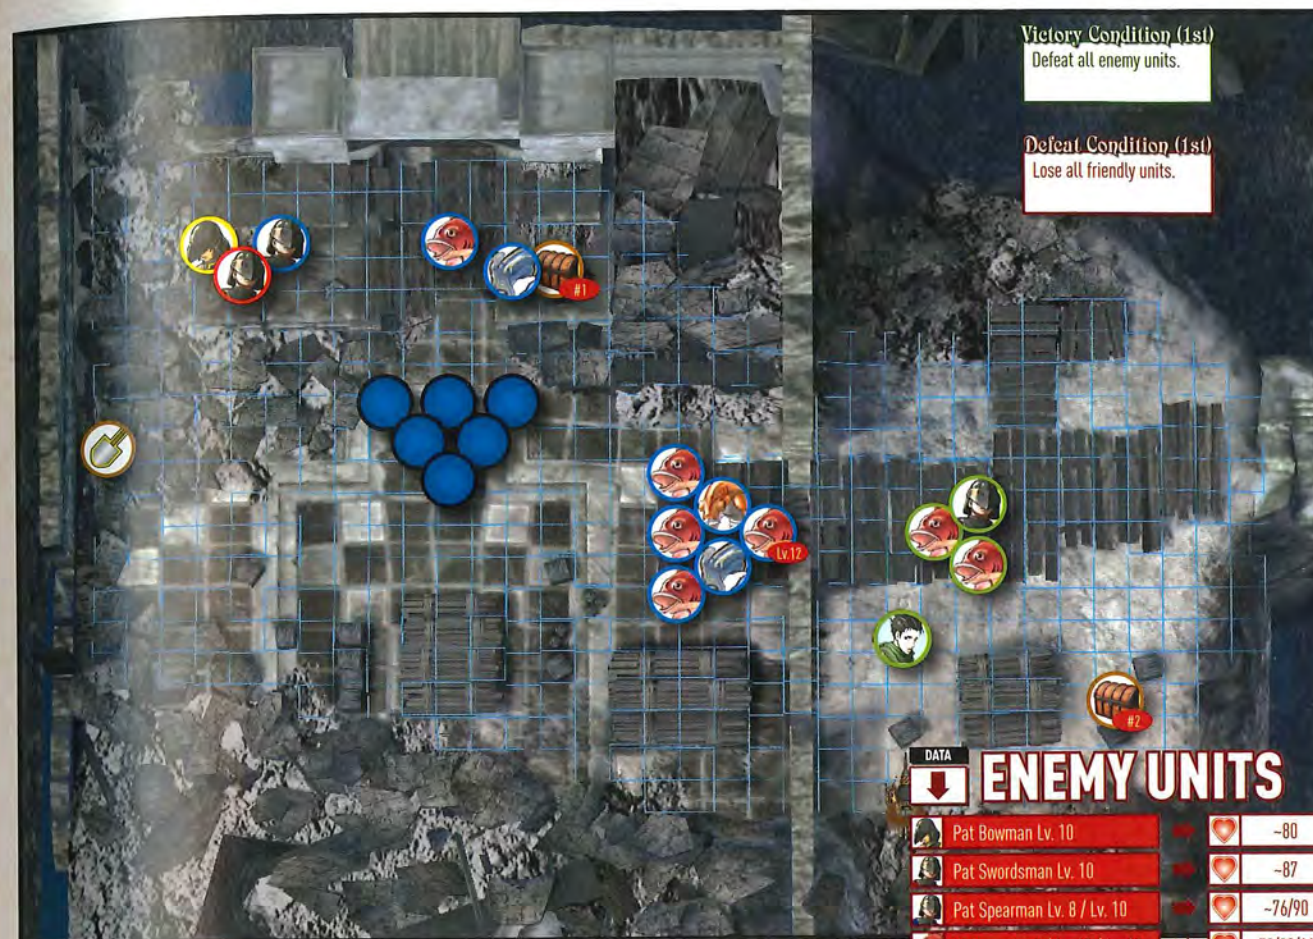 Victory Condition (1st)
Defeat all enemy units.
Defeat Condition (1st)
Lose all friendly units.
#1
Lv.12
#2
DATA
ENEMY UNITS
Pat Bowman Lv. 10
~80
Pat Swordsman Lv. 10
~87
Pat Spearman Lv. 8 / Lv. 10
~76/90